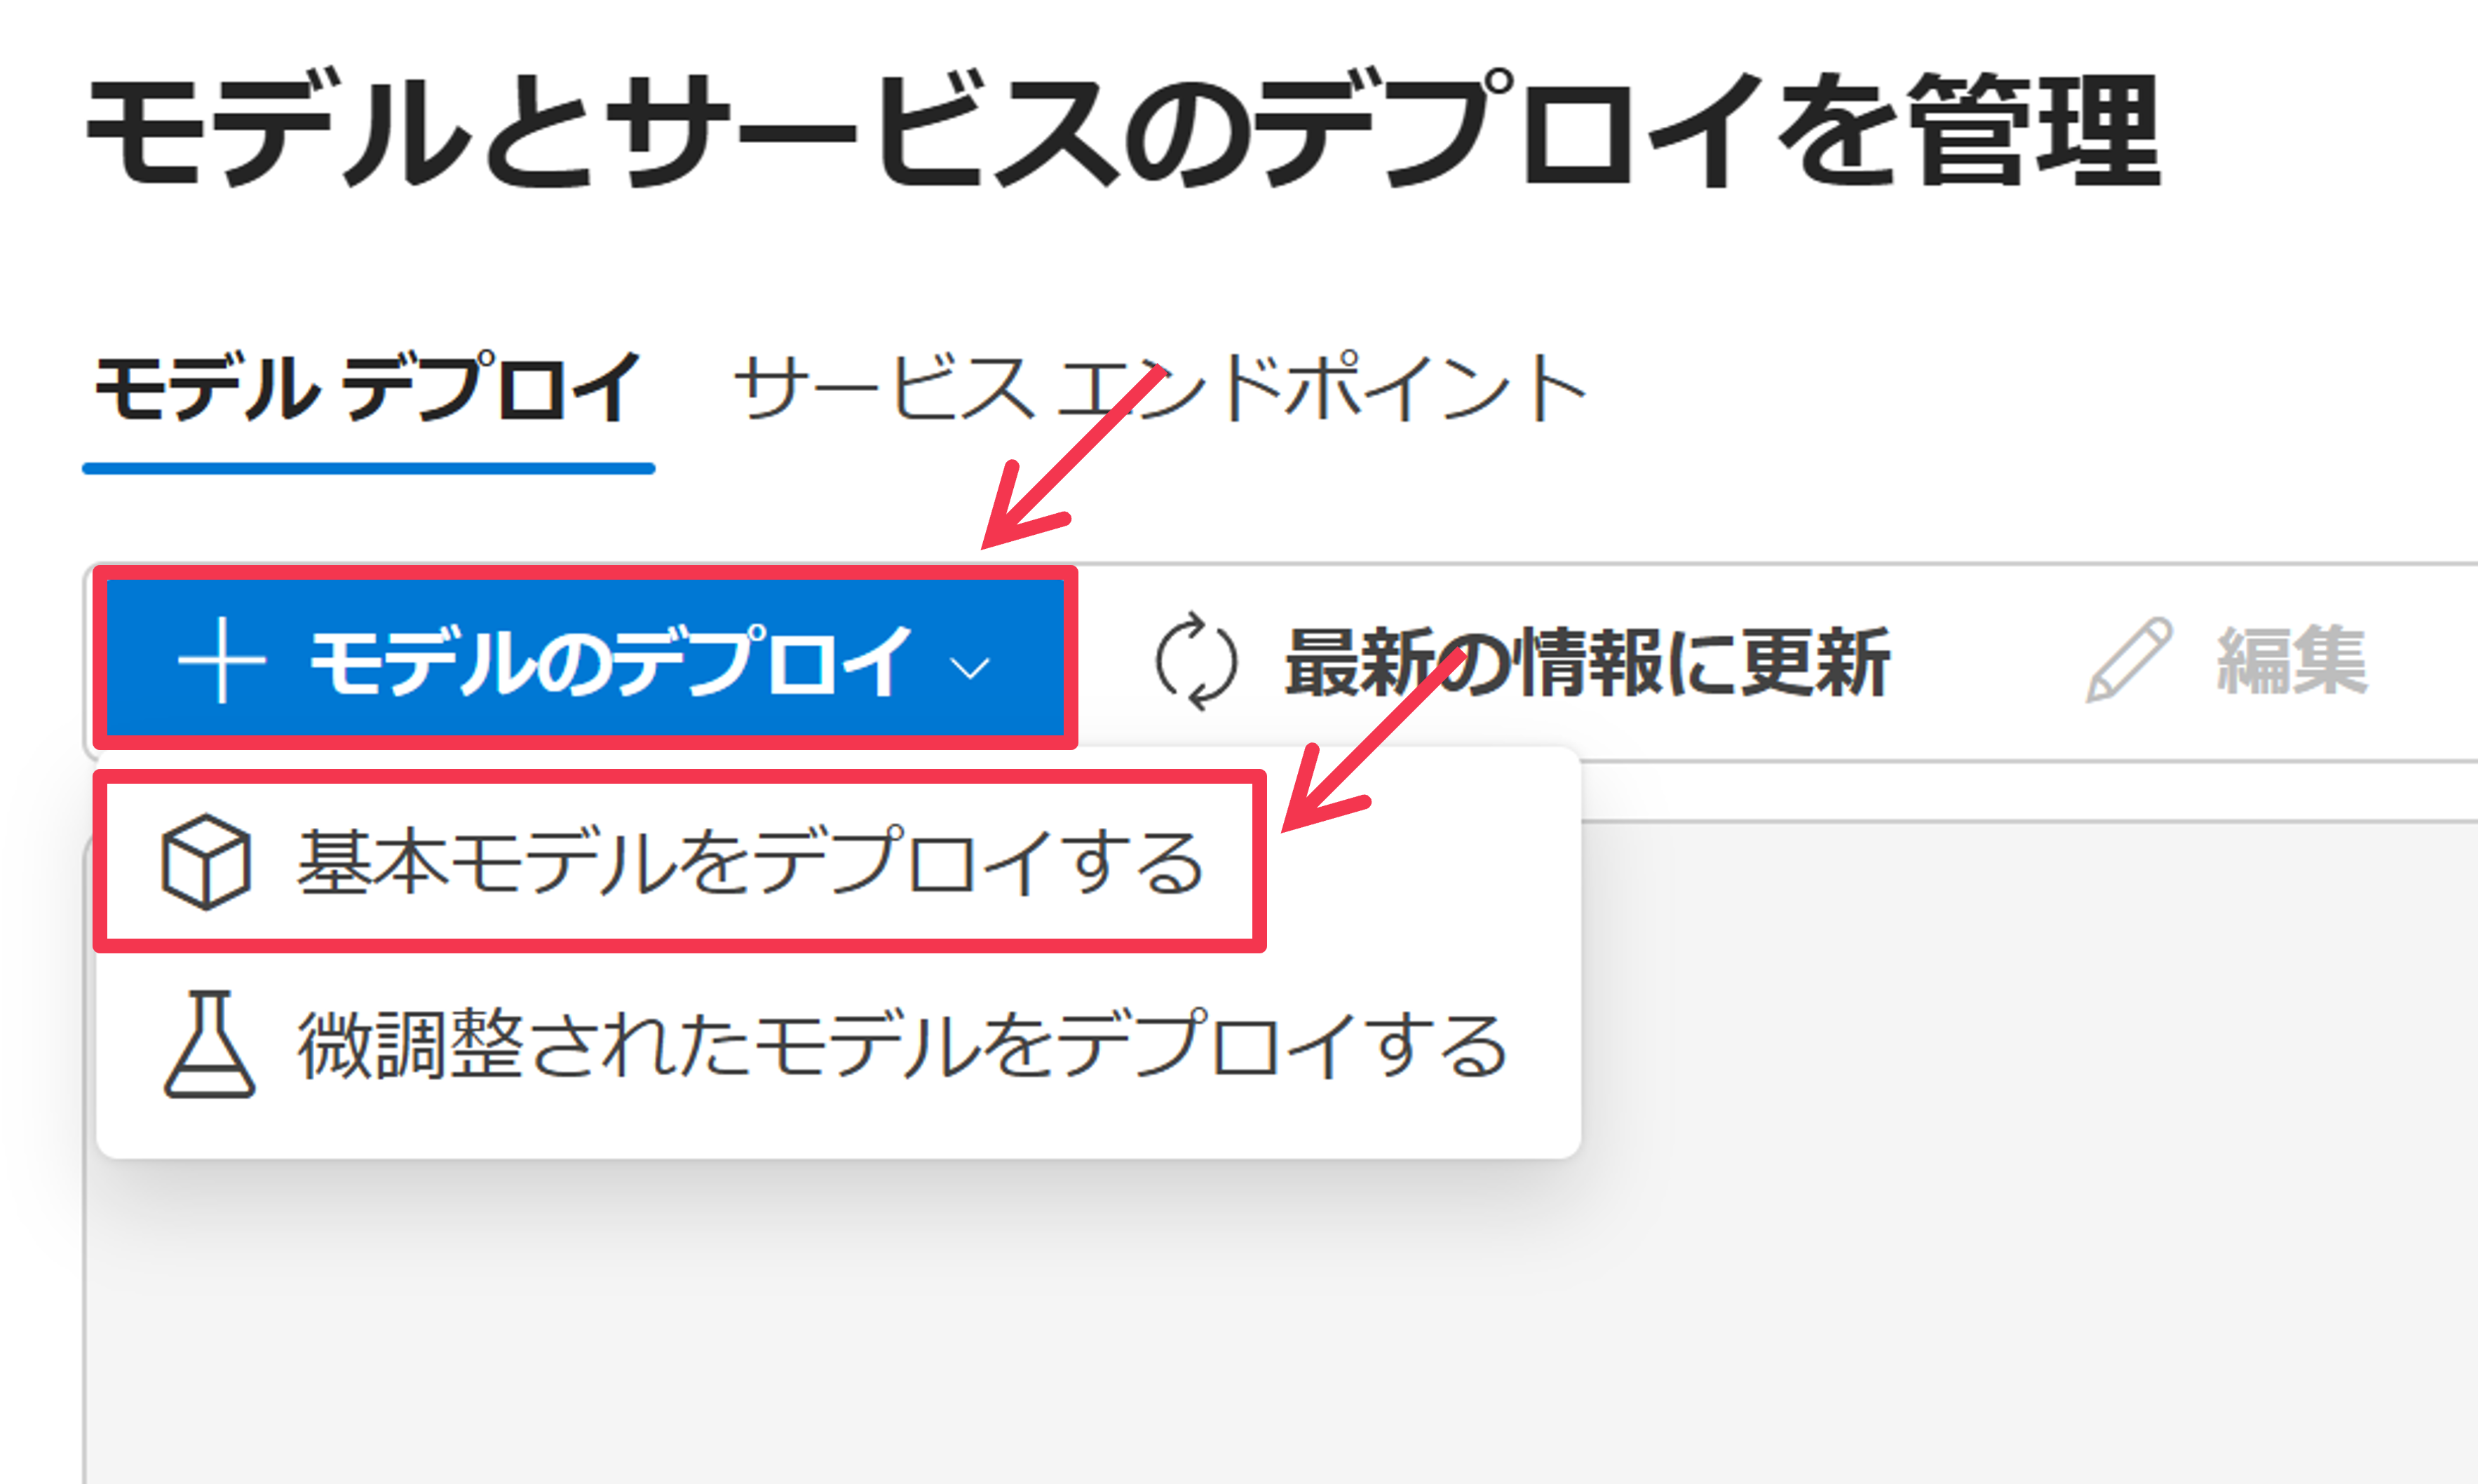 モデルとサービスのデプロイを管理
モデル デプロイ サービス エンドポイント
モデルのデプロイ 最新の情報に更新 編集
基本モデルをデプロイする
微調整されたモデルをデプロイする